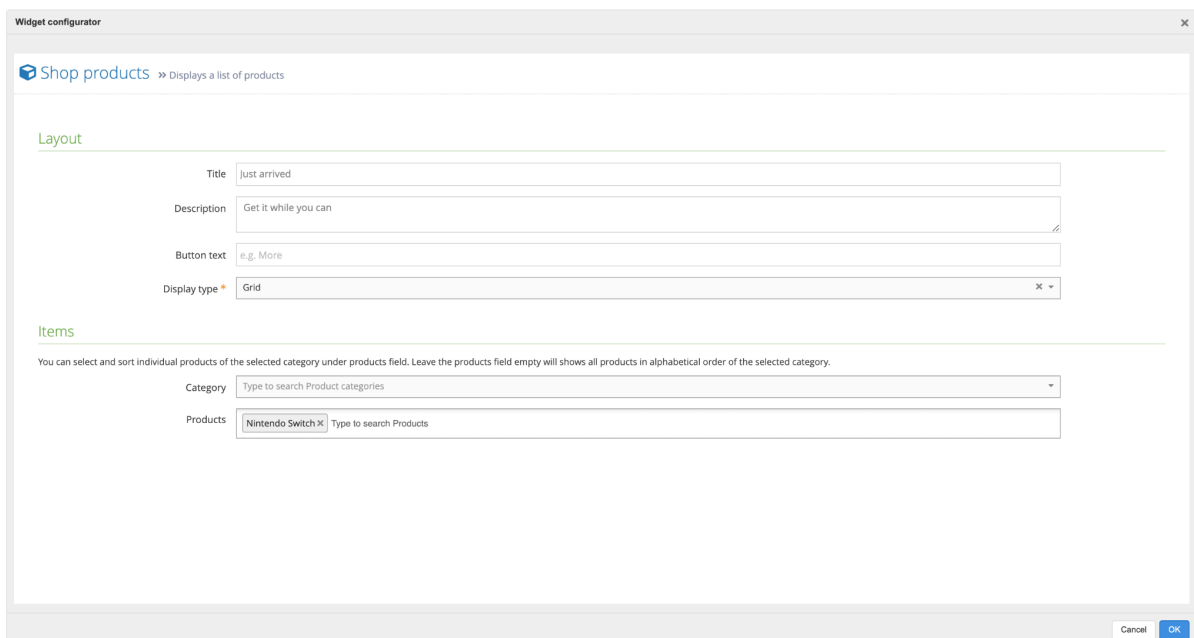 Widget configurator ×
Shop products » Displays a list of products
Layout
Title Just arrived
Description Get it while you can
Button text e.g. More
Display type * Grid ×
Items
You can select and sort individual products of the selected category under products field. Leave the products field empty will shows all products in alphabetical order of the selected category.
Category Type to search Product categories
Products Nintendo Switch × Type to search Products
Cancel OK